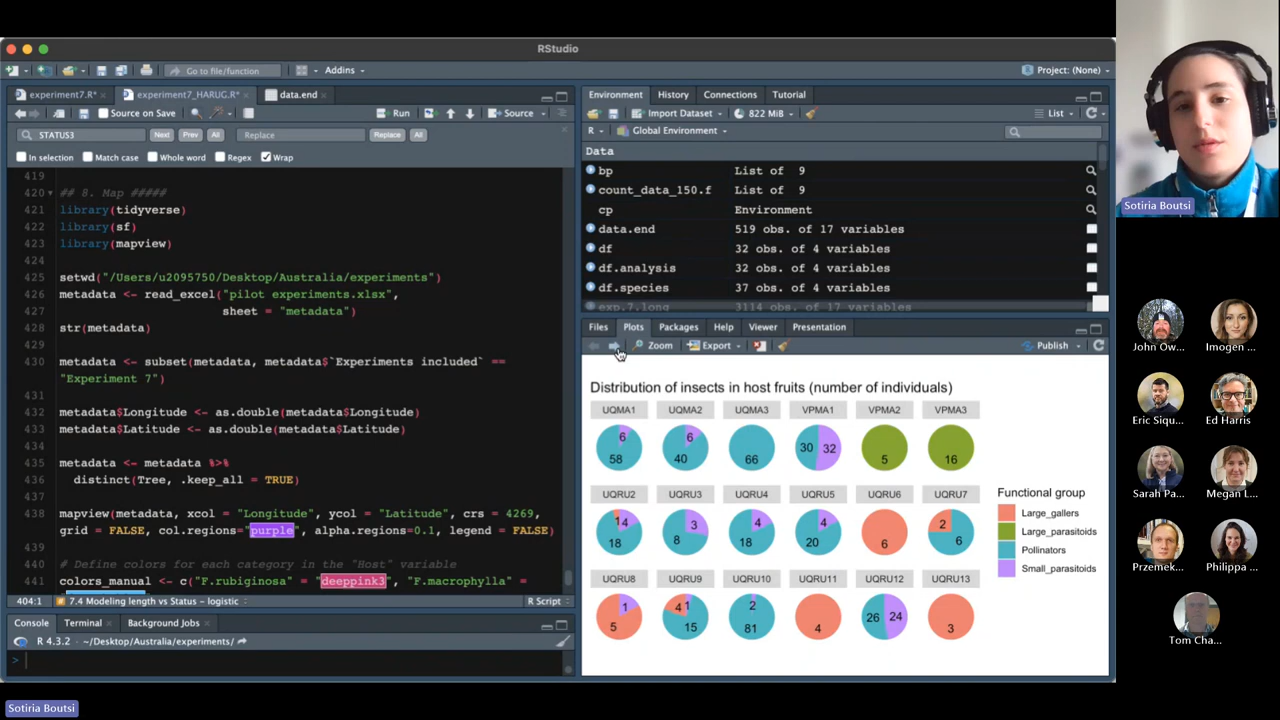 RStudio
Go to file/function
Addins
Project: (None)
experiment7.R*
experiment7_HARUG.R*
data.end
Source on Save
Run
Source
STATUS3
Next
Prev
All
Replace
Replace
All
In selection
Match case
Whole word
Regex
Wrap
419
420 ## 8. Map #####
421 library(tidyverse)
422 library(sf)
423 library(mapview)
424
425 setwd("/Users/u2095750/Desktop/Australia/experiments")
426 metadata <- read_excel("pilot experiments.xlsx",
427 sheet = "metadata")
428 str(metadata)
429
430 metadata <- subset(metadata, metadata$`Experiments included` ==
"Experiment 7")
431
432 metadata$Longitude <- as.double(metadata$Longitude)
433 metadata$Latitude <- as.double(metadata$Latitude)
434
435 metadata <- metadata %>%
436 distinct(Tree, .keep_all = TRUE)
437
438 mapview(metadata, xcol = "Longitude", ycol = "Latitude", crs = 4269,
grid = FALSE, col.regions="purple", alpha.regions=0.1, legend = FALSE)
439
440 # Define colors for each category in the "Host" variable
441 colors_manual <- c("F.rubiginosa" = "deeppink3", "F.macrophylla" =
404:1
7.4 Modeling length vs Status - logistic
R Script
Console
Terminal
Background Jobs
R 4.3.2 · ~/Desktop/Australia/experiments/
>
Environment
History
Connections
Tutorial
Import Dataset
822 MiB
List
R
Global Environment
Data
bp List of 9
count_data_150.f List of 9
cp Environment
data.end 519 obs. of 17 variables
df 32 obs. of 4 variables
df.analysis 32 obs. of 4 variables
df.species 37 obs. of 4 variables
exp.7.long 3114 obs. of 17 variables
Files
Plots
Packages
Help
Viewer
Presentation
Zoom
Export
Publish
Distribution of insects in host fruits (number of individuals)
UQMA1 UQMA2 UQMA3 VPMA1 VPMA2 VPMA3
6 58
6 40
66
30 32
5
16
UQRU2 UQRU3 UQRU4 UQRU5 UQRU6 UQRU7
1 4 18
3 8
4 18
4 20
6
2 6
UQRU8 UQRU9 UQRU10 UQRU11 UQRU12 UQRU13
1 5
4 1 15
2 81
4
26 24
3
Functional group
Large_gallers
Large_parasitoids
Pollinators
Small_parasitoids
Sotiria Boutsi
John Ow...
Imogen ...
Eric Siqu...
Ed Harris
Sarah Pa...
Megan L...
Przemek...
Philippa ...
Tom Cha...
Sotiria Boutsi